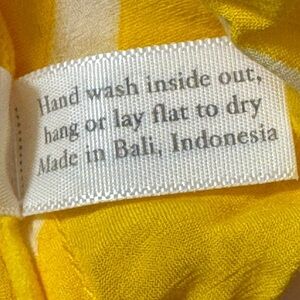 Hand wash inside out,
hang or lay flat to dry
Made in Bali, Indonesia